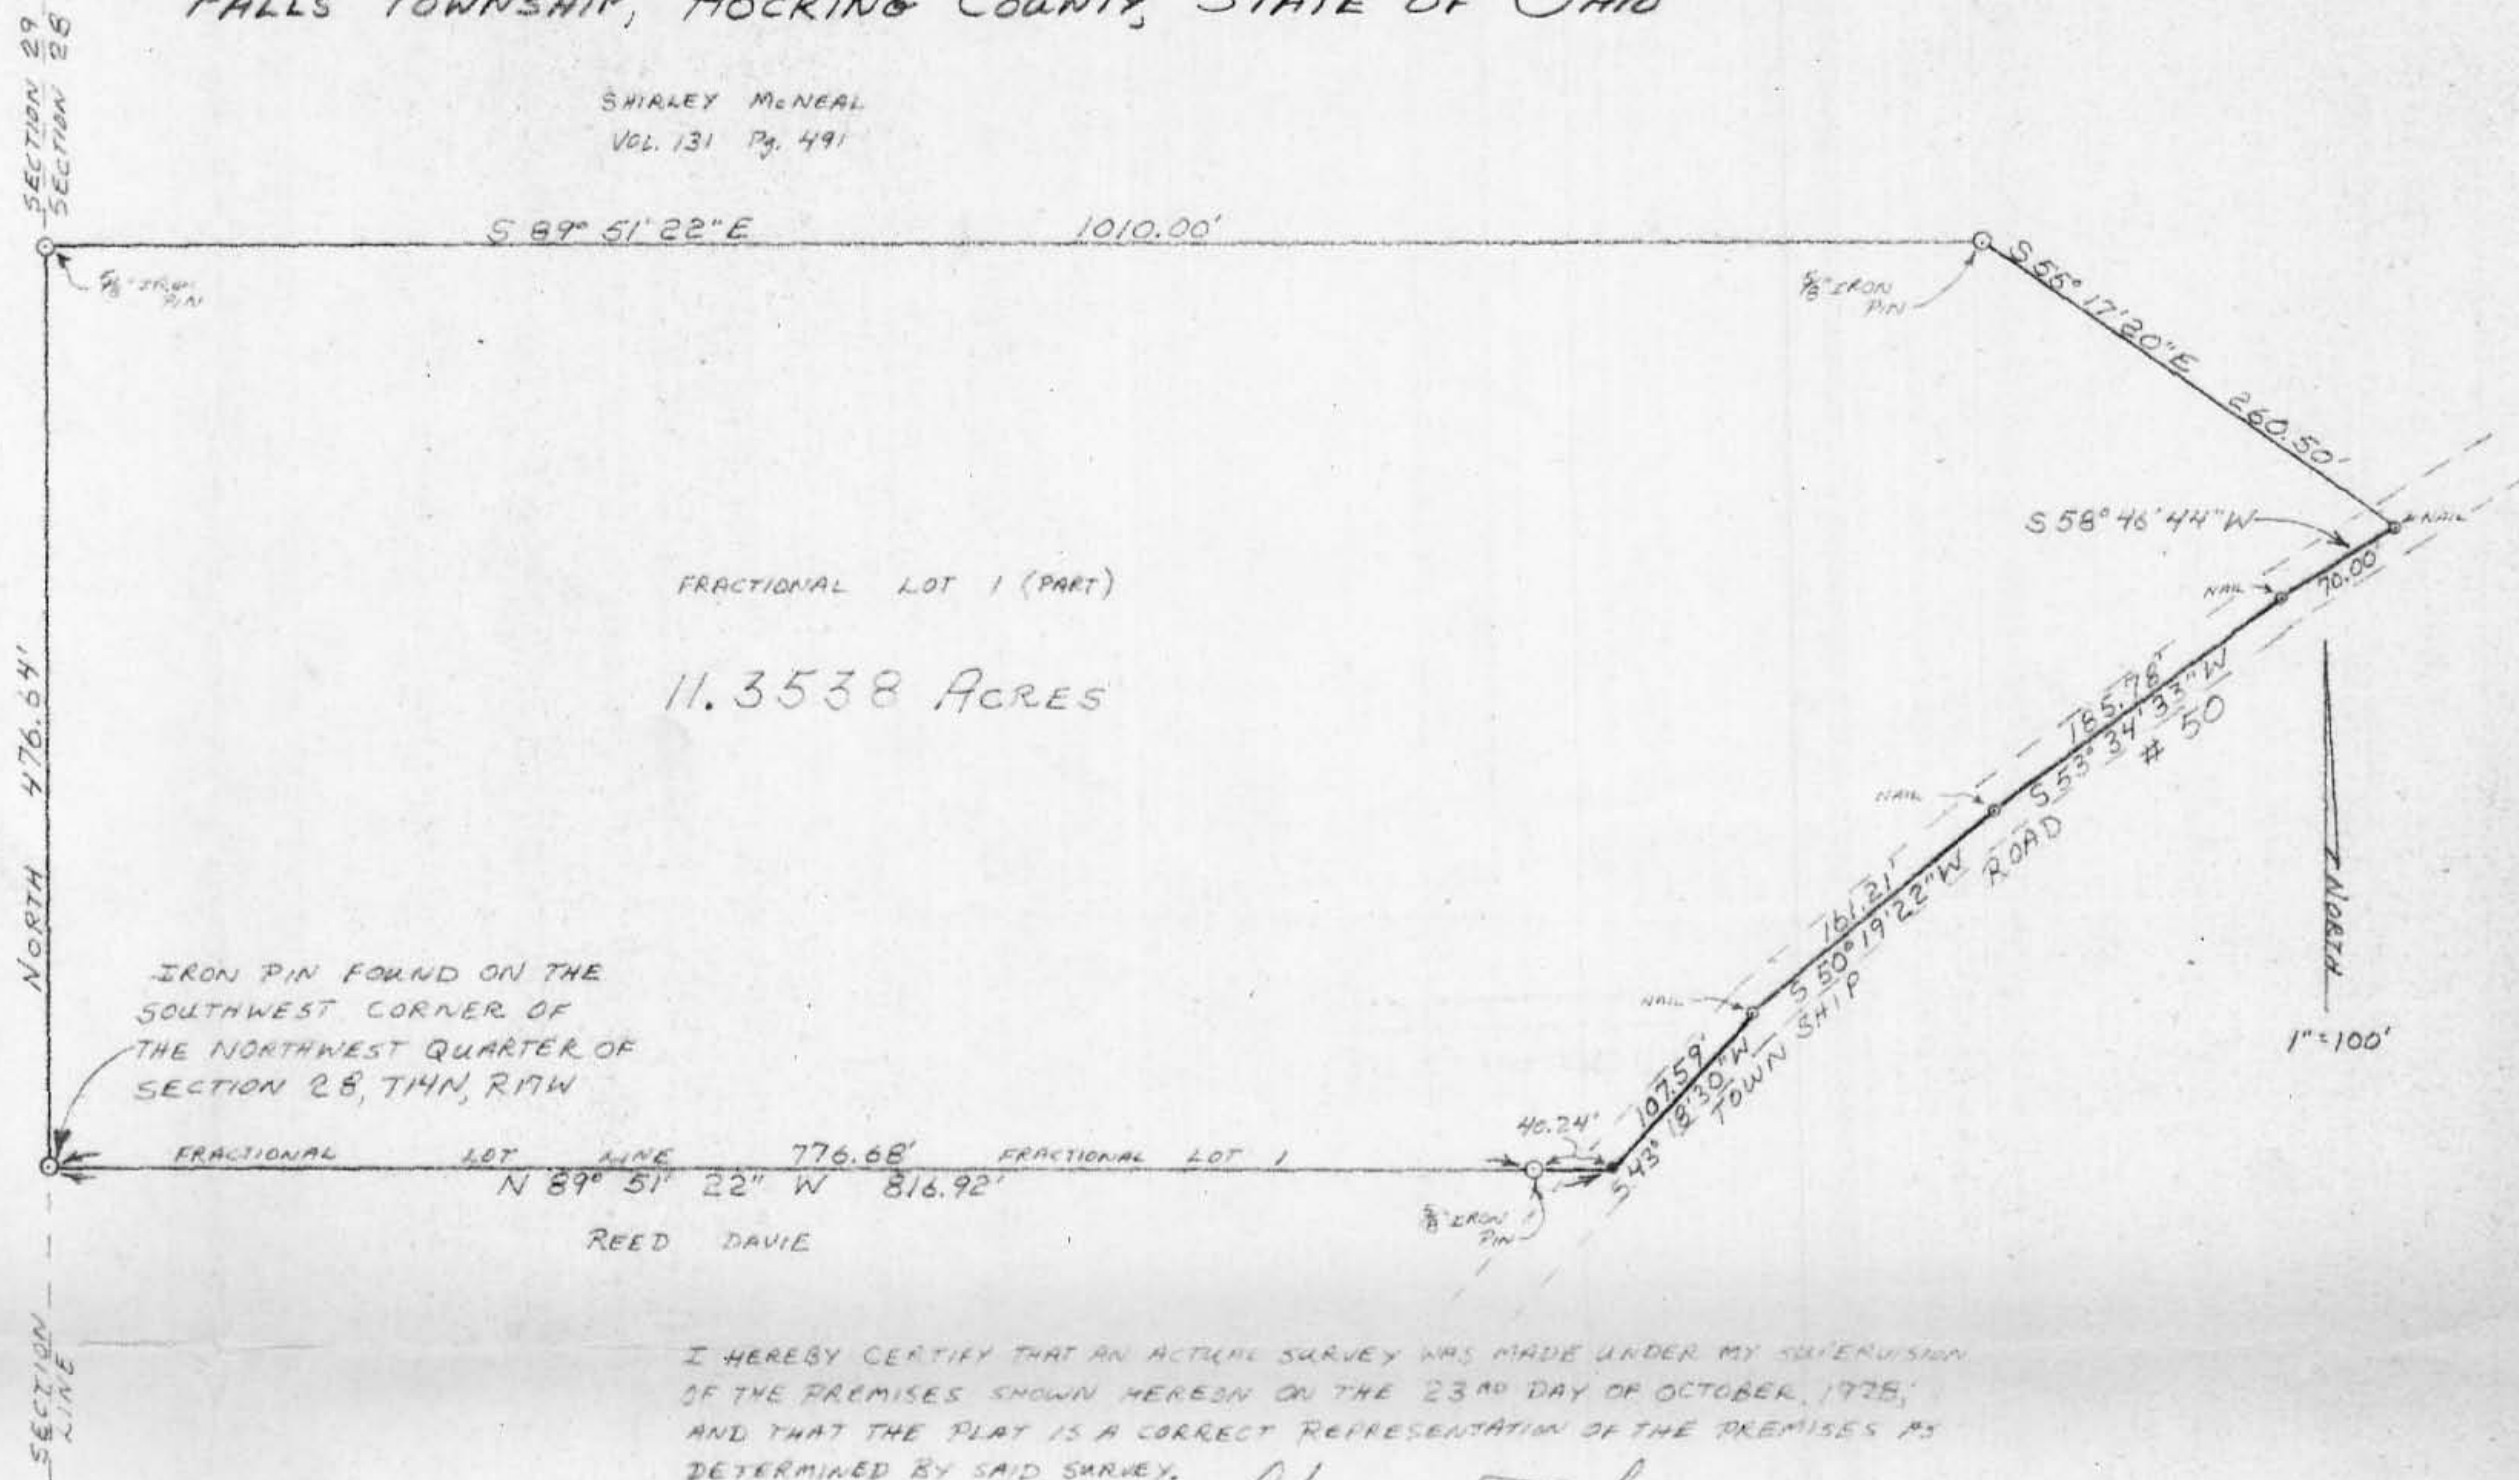 FALLS TOWNSHIP, HOCKING COUNTY, STATE OF OHIO
SECTION 29
SECTION 28
SHIRLEY McNEAL
VOL. 131 Pg. 491
S 89° 51' 22" E 1010.00'
5/8" IRON
PIN
5/8" IRON
PIN
S 55° 17' 20" E 260.50'
S 58° 46' 44" W
NAIL
70.00'
NAIL
FRACTIONAL LOT 1 (PART)
11.3538 ACRES
NORTH 476.64'
185.78'
S 53° 34' 33" W
# 50
NAIL
ROAD
161.21'
S 50° 19' 22" W
TOWNSHIP
NAIL
107.59'
S 43° 18' 30" W
NORTH
1" = 100'
IRON PIN FOUND ON THE
SOUTHWEST CORNER OF
THE NORTHWEST QUARTER OF
SECTION 28, T14N, R17W
40.24'
FRACTIONAL LOT LINE 776.68' FRACTIONAL LOT 1
N 89° 51' 22" W 816.92'
5/8" IRON
PIN
REED DAVIE
SECTION
LINE
I HEREBY CERTIFY THAT AN ACTUAL SURVEY WAS MADE UNDER MY SUPERVISION
OF THE PREMISES SHOWN HEREON ON THE 23RD DAY OF OCTOBER, 1978;
AND THAT THE PLAT IS A CORRECT REPRESENTATION OF THE PREMISES AS
DETERMINED BY SAID SURVEY.